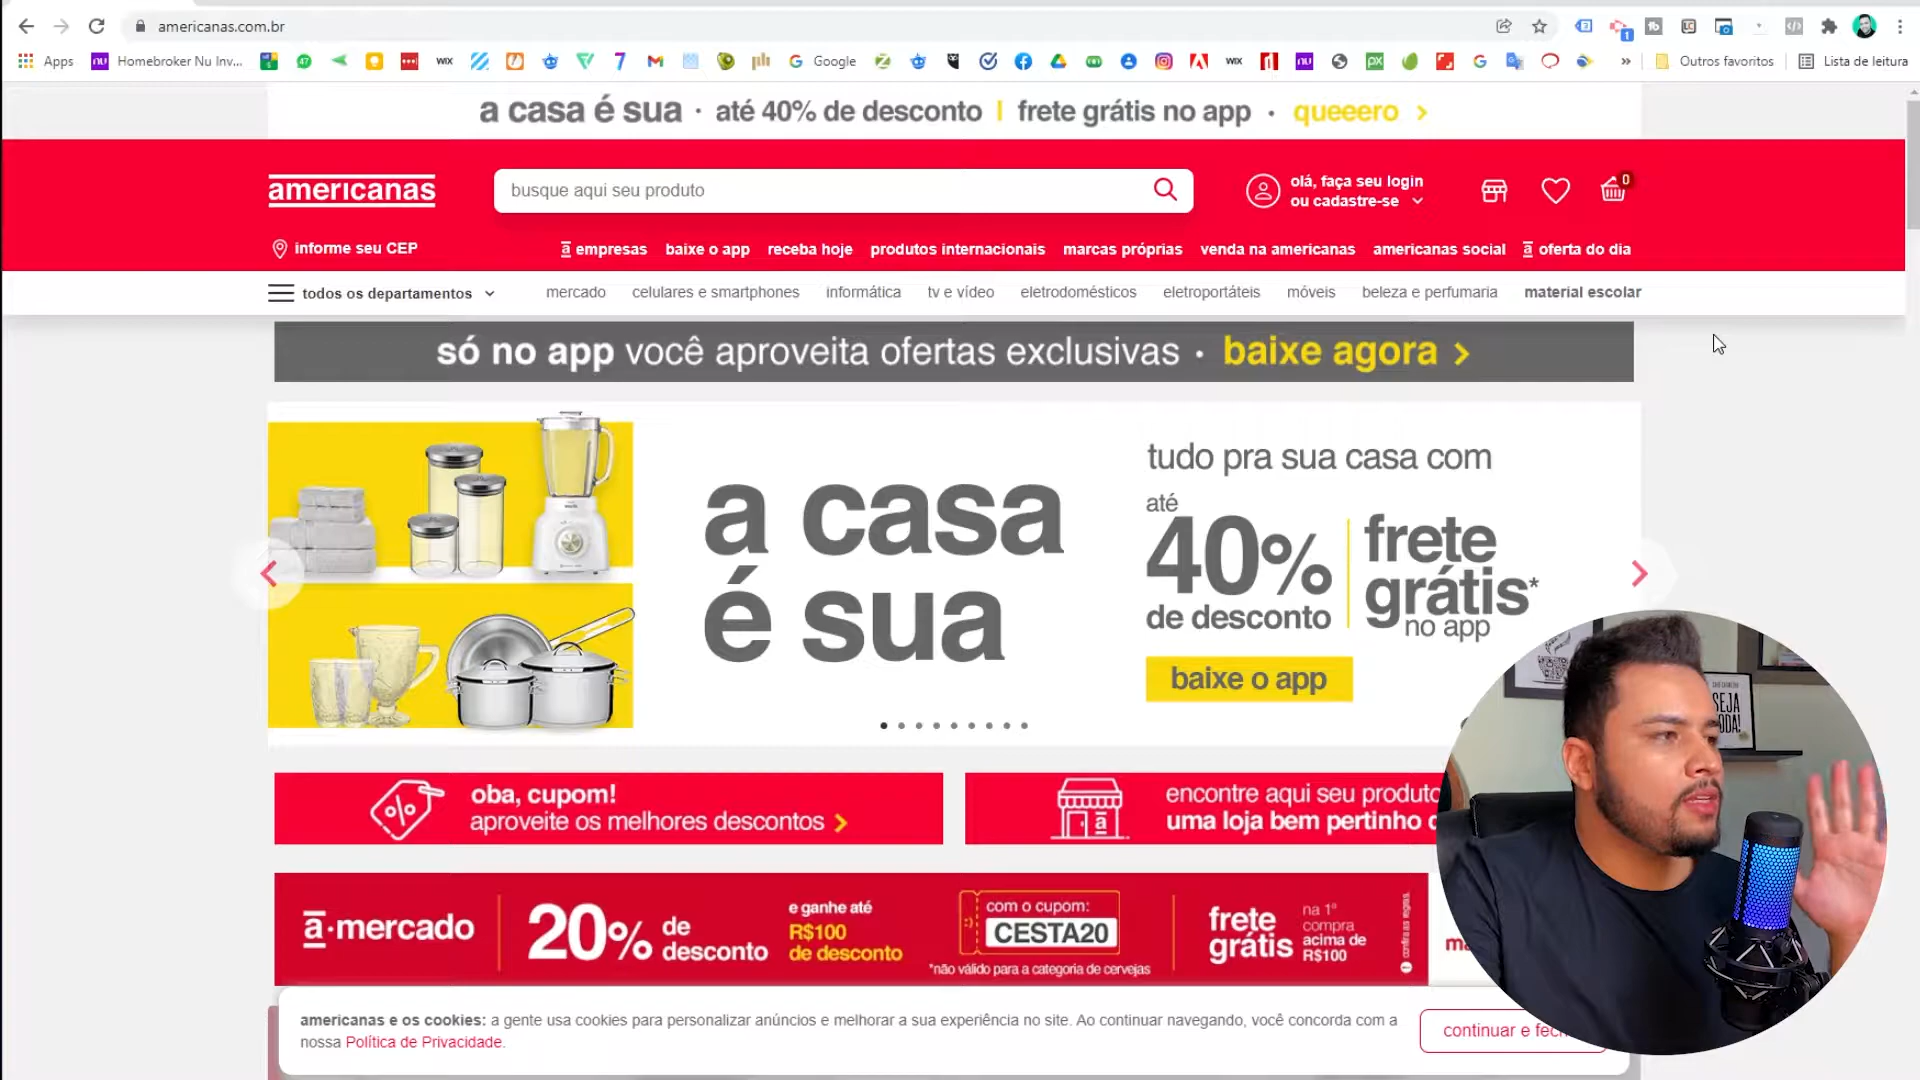 americanas.com.br
Apps
Homebroker Nu Inv...
WIX
Google
WIX
Outros favoritos
Lista de leitura
a casa é sua · até 40% de desconto | frete grátis no app · queeero >
americanas
busque aqui seu produto
olá, faça seu login
ou cadastre-se
0
informe seu CEP
empresas
baixe o app
receba hoje
produtos internacionais
marcas próprias
venda na americanas
americanas social
oferta do dia
todos os departamentos
mercado
celulares e smartphones
informática
tv e vídeo
eletrodomésticos
eletroportáteis
móveis
beleza e perfumaria
material escolar
só no app você aproveita ofertas exclusivas · baixe agora >
a casa
é sua
tudo pra sua casa com
até
40%
de desconto
frete
grátis*
no app
baixe o app
SEJA
oba, cupom!
aproveite os melhores descontos
encontre aqui seu produto
uma loja bem pertinho
a·mercado
20% de
desconto
e ganhe até
R$100
de desconto
com o cupom:
CESTA20
*não válido para a categoria de cervejas
frete
grátis
na 1ª
compra
acima de
R$100
americanas e os cookies: a gente usa cookies para personalizar anúncios e melhorar a sua experiência no site. Ao continuar navegando, você concorda com a
nossa Política de Privacidade.
continuar e fech